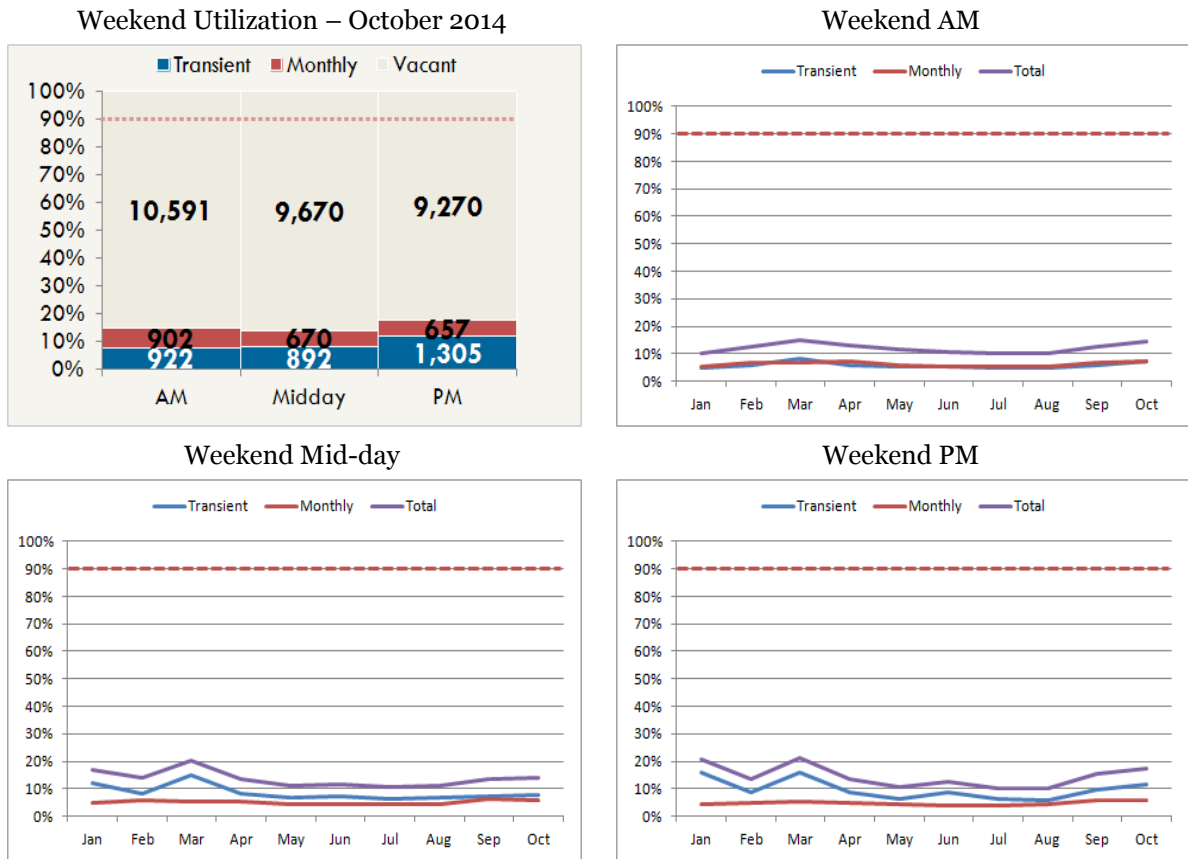 Weekend Utilization – October 2014
Transient Monthly Vacant
100%
90%
80%
70%
60%
50%
40%
30%
20%
10%
0%
10,591 9,670 9,270
902 670 657
922 892 1,305
AM Midday PM
Weekend AM
Transient Monthly Total
100%
90%
80%
70%
60%
50%
40%
30%
20%
10%
0%
Jan Feb Mar Apr May Jun Jul Aug Sep Oct
Weekend Mid-day
Transient Monthly Total
100%
90%
80%
70%
60%
50%
40%
30%
20%
10%
0%
Jan Feb Mar Apr May Jun Jul Aug Sep Oct
Weekend PM
Transient Monthly Total
100%
90%
80%
70%
60%
50%
40%
30%
20%
10%
0%
Jan Feb Mar Apr May Jun Jul Aug Sep Oct